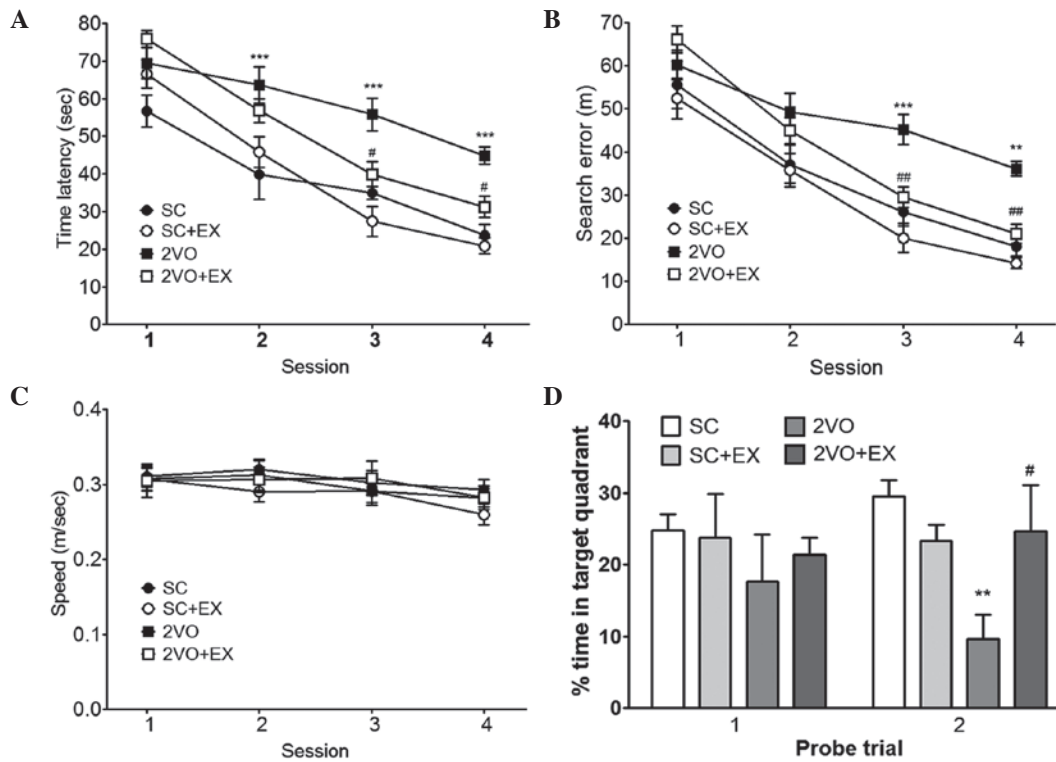 A
Time latency (sec)
80
70
60
50
40
30
20
10
0
***
***
***
#
#
SC
SC+EX
2VO
2VO+EX
1 2 3 4
Session
B
Search error (m)
70
60
50
40
30
20
10
0
***
**
##
##
SC
SC+EX
2VO
2VO+EX
1 2 3 4
Session
C
Speed (m/sec)
0.4
0.3
0.3
0.1
0.0
SC
SC+EX
2VO
2VO+EX
1 2 3 4
Session
D
% time in target quadrant
40
30
20
10
0
SC 2VO
SC+EX 2VO+EX
#
**
1 2
Probe trial